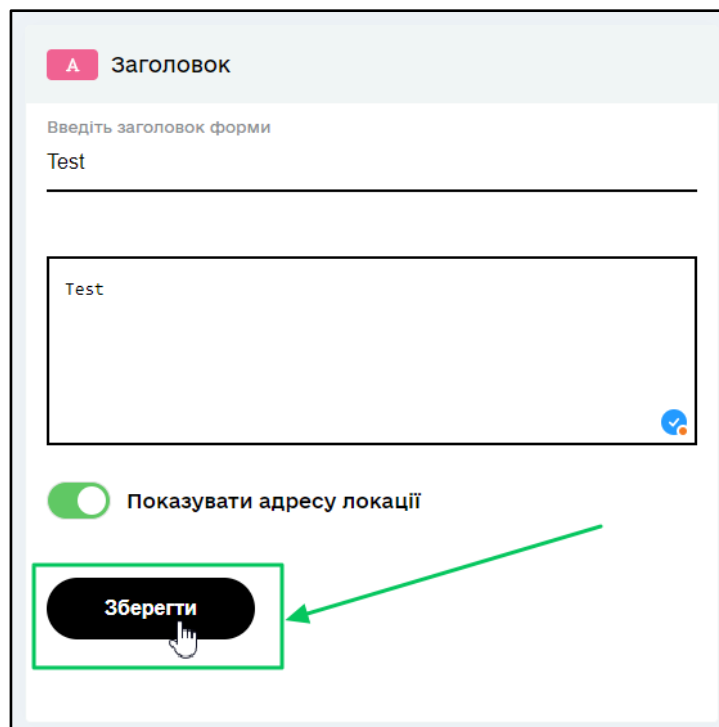 A Заголовок
Введіть заголовок форми
Test
Test
Показувати адресу локації
Зберегти